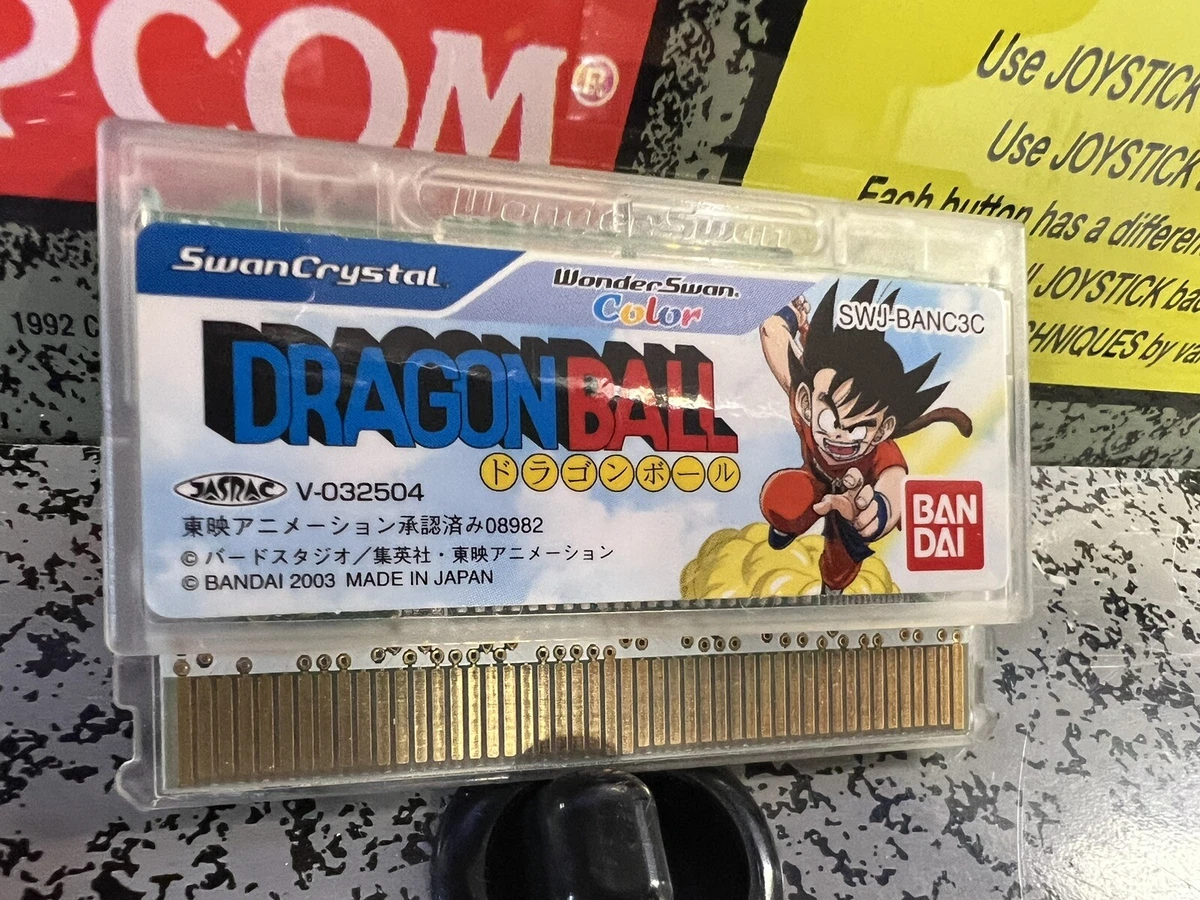 COM®
Use JOYSTICK
Use JOYSTICK
Each button has a differen
JOYSTICK ba
CHNIQUES by va
1992 C
WonderSwan
SwanCrystal
WonderSwan
Color
SWJ-BANC3C
DRAGON BALL
ドラゴンボール
JASRAC V-032504
東映アニメーション承認済み08982
© バードスタジオ/集英社・東映アニメーション
© BANDAI 2003 MADE IN JAPAN
BAN
DAI